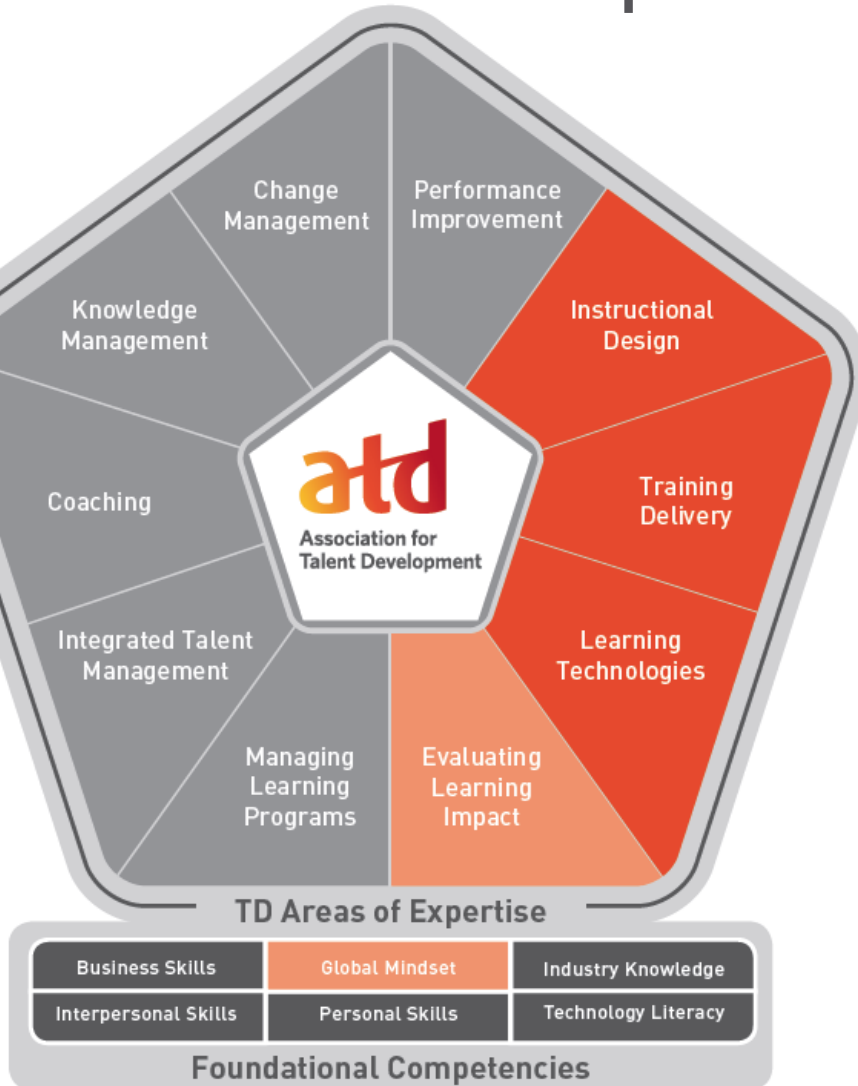 Change
Management
Performance
Improvement
Knowledge
Management
Instructional
Design
Coaching
atd
Association for
Talent Development
Training
Delivery
Integrated Talent
Management
Learning
Technologies
Managing
Learning
Programs
Evaluating
Learning
Impact
TD Areas of Expertise
Business Skills
Global Mindset
Industry Knowledge
Interpersonal Skills
Personal Skills
Technology Literacy
Foundational Competencies